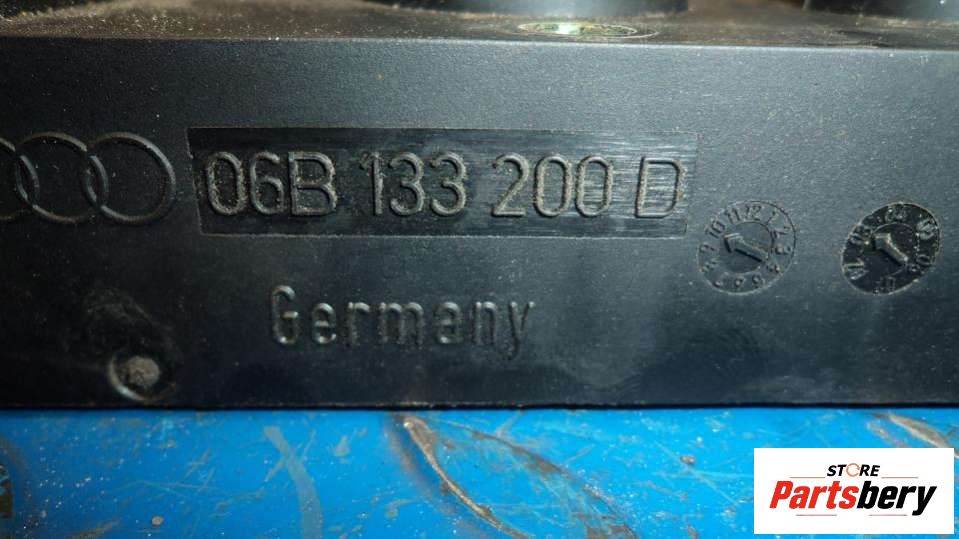 06B 133 200 D
Germany
STORE
Partsbery